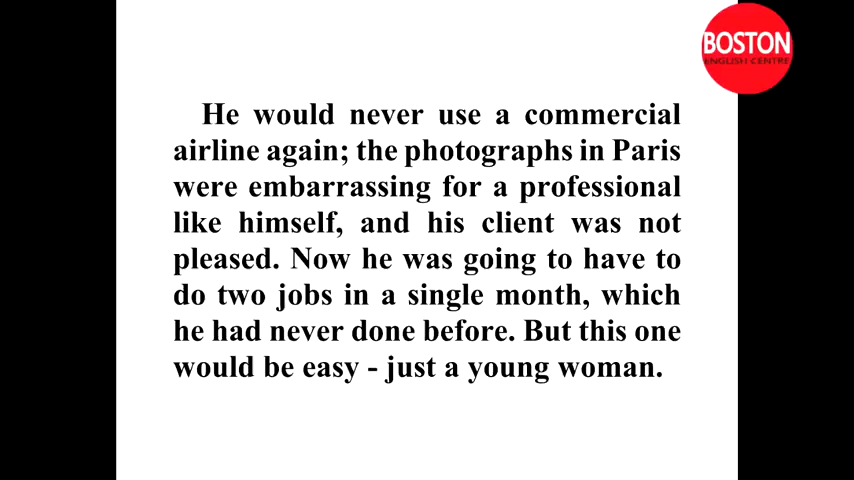 BOSTON
ENGLISH CENTRE
He would never use a commercial
airline again; the photographs in Paris
were embarrassing for a professional
like himself, and his client was not
pleased. Now he was going to have to
do two jobs in a single month, which
he had never done before. But this one
would be easy - just a young woman.